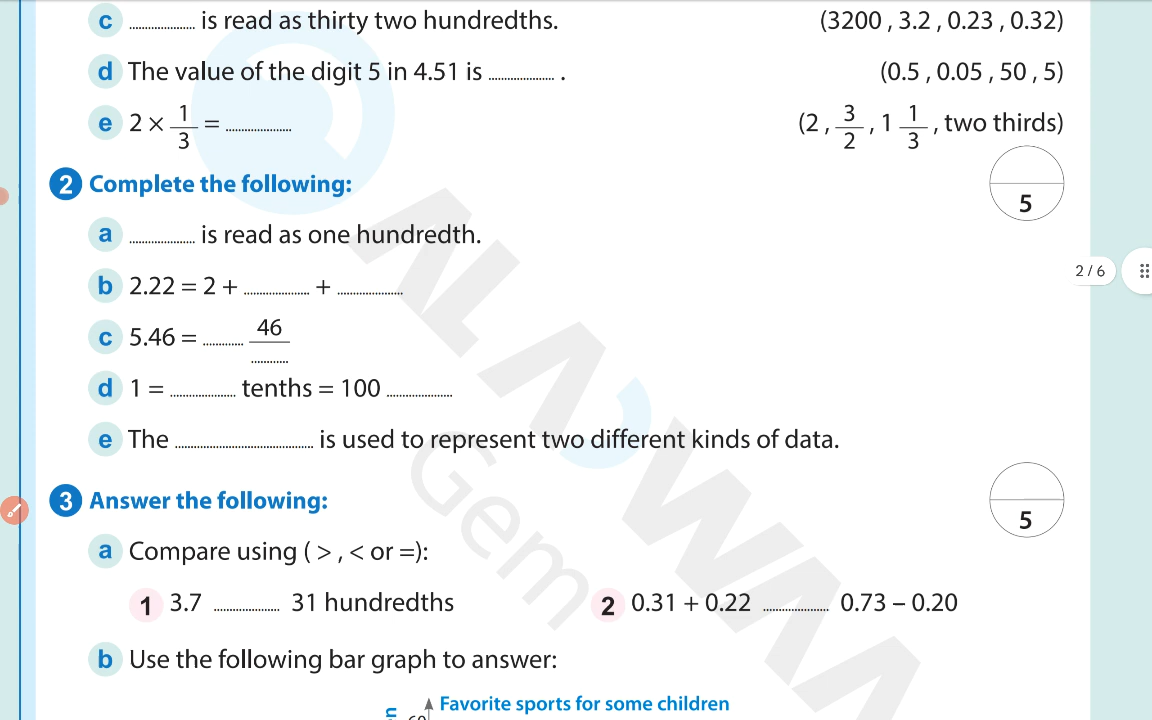 c .................... is read as thirty two hundredths. (3200 , 3.2 , 0.23 , 0.32)
d The value of the digit 5 in 4.51 is .................... . (0.5 , 0.05 , 50 , 5)
e 2 × 1/3 = .................... (2 , 3/2 , 1 1/3 , two thirds)
2 Complete the following:
5
a .................... is read as one hundredth.
b 2.22 = 2 + .................... + ....................
2 / 6
c 5.46 = ............ 46/............
d 1 = .................... tenths = 100 ....................
e The ........................................... is used to represent two different kinds of data.
3 Answer the following:
5
a Compare using ( > , < or =):
1 3.7 .................... 31 hundredths 2 0.31 + 0.22 .................... 0.73 – 0.20
b Use the following bar graph to answer:
Favorite sports for some children
ALADWAA
Gem